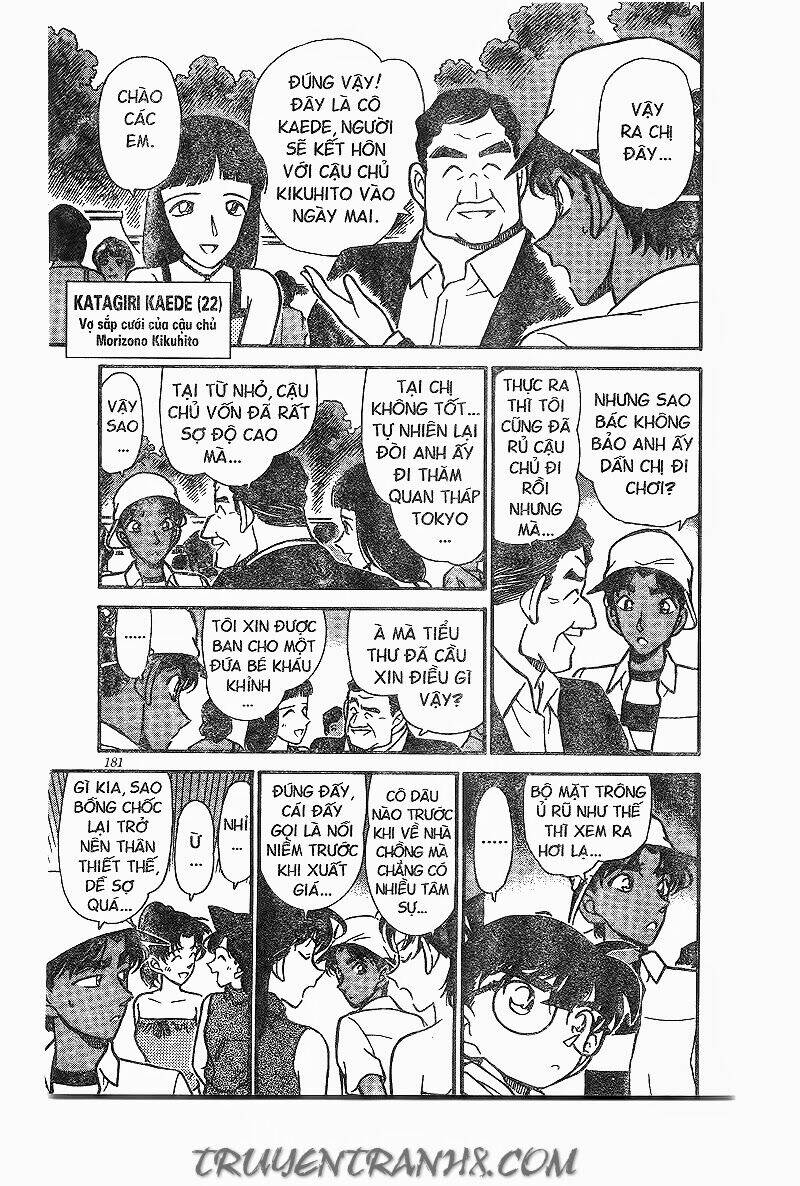 VẬY
RA CHỊ
ĐÂY...
ĐÚNG VẬY!
ĐÂY LÀ CÔ
KAEDE, NGƯỜI
SẼ KẾT HÔN
VỚI CẬU CHỦ
KIKUHITO VÀO
NGÀY MAI.
CHÀO
CÁC
EM.
KATAGIRI KAEDE (22)
Vợ sắp cưới của cậu chủ
Morizono Kikuhito
NHƯNG SAO
BÁC KHÔNG
BẢO ANH ẤY
DẪN CHỊ ĐI
CHƠI?
THỰC RA
THÌ TÔI
CŨNG ĐÃ
RỦ CẬU
CHỦ ĐI
RỒI
NHƯNG
MÀ...
TẠI CHỊ
KHÔNG TỐT...
TỰ NHIÊN LẠI
ĐÒI ANH ẤY
ĐI THĂM
QUAN THÁP
TOKYO
...
TẠI TỪ NHỎ, CẬU
CHỦ VỐN ĐÃ RẤT
SỢ ĐỘ CAO
MÀ...
VẬY
SAO
...
À MÀ TIỂU
THƯ ĐÃ CẦU
XIN ĐIỀU GÌ
VẬY?
TÔI XIN ĐƯỢC
BAN CHO MỘT
ĐỨA BÉ KHÁU
KHỈNH
...
.....
181
BỘ MẶT TRÔNG
Ủ RŨ NHƯ THẾ
THÌ XEM RA
HƠI LẠ...
.....
CÔ DÂU
NÀO TRƯỚC
KHI VỀ NHÀ
CHỒNG MÀ
CHẲNG CÓ
NHIỀU TÂM
SỰ...
ĐÚNG ĐẤY,
CÁI ĐẤY
GỌI LÀ NỖI
NIỀM TRƯỚC
KHI XUẤT
GIÁ...
NHỈ
...
Ừ
...
GÌ KIA, SAO
BỖNG CHỐC
LẠI TRỞ
NÊN THÂN
THIẾT THẾ,
DỄ SỢ
QUÁ...
TRUYENTRANH8.COM